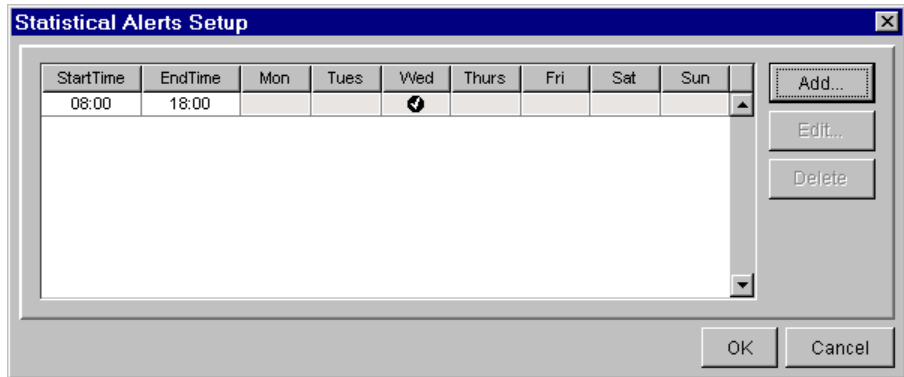 Statistical Alerts Setup
StartTime EndTime Mon Tues Wed Thurs Fri Sat Sun
08:00 18:00
Add...
Edit...
Delete
OK Cancel